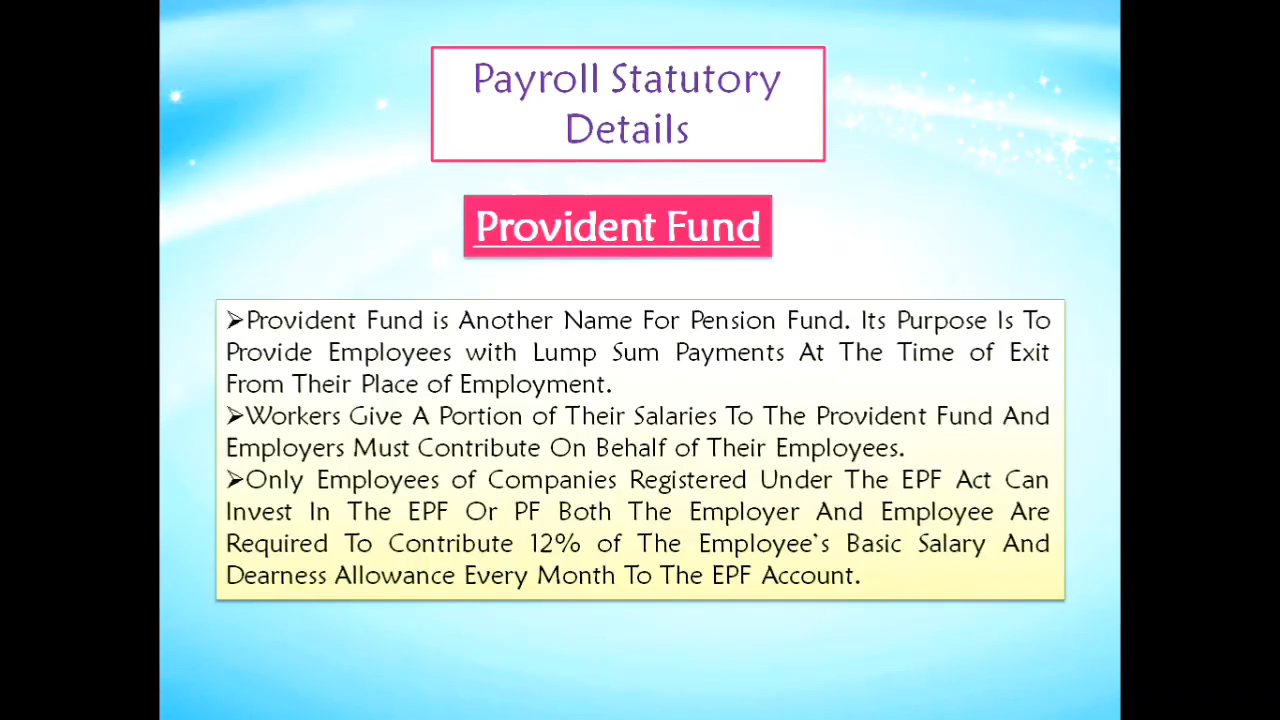 Payroll Statutory
Details
Provident Fund
➢Provident Fund is Another Name For Pension Fund. Its Purpose Is To
Provide Employees with Lump Sum Payments At The Time of Exit
From Their Place of Employment.
➢Workers Give A Portion of Their Salaries To The Provident Fund And
Employers Must Contribute On Behalf of Their Employees.
➢Only Employees of Companies Registered Under The EPF Act Can
Invest In The EPF Or PF Both The Employer And Employee Are
Required To Contribute 12% of The Employee's Basic Salary And
Dearness Allowance Every Month To The EPF Account.